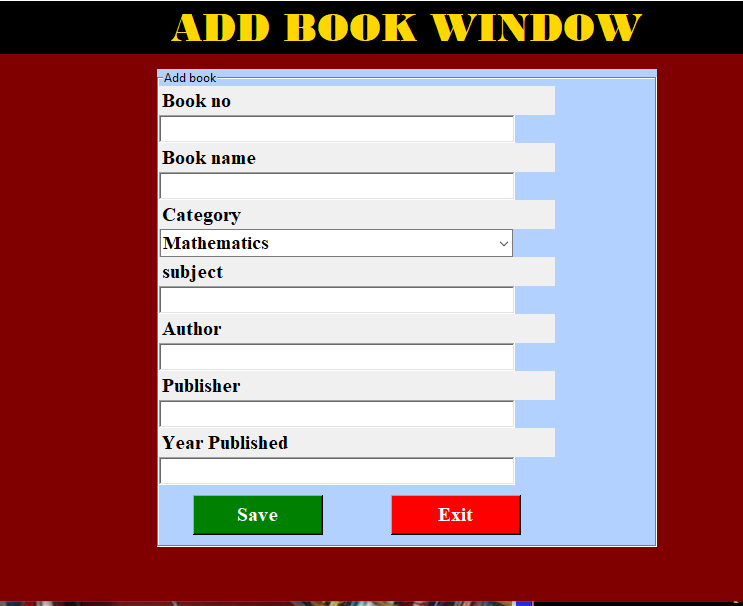 ADD BOOK WINDOW
Add book
Book no
Book name
Category
Mathematics
subject
Author
Publisher
Year Published
Save
Exit